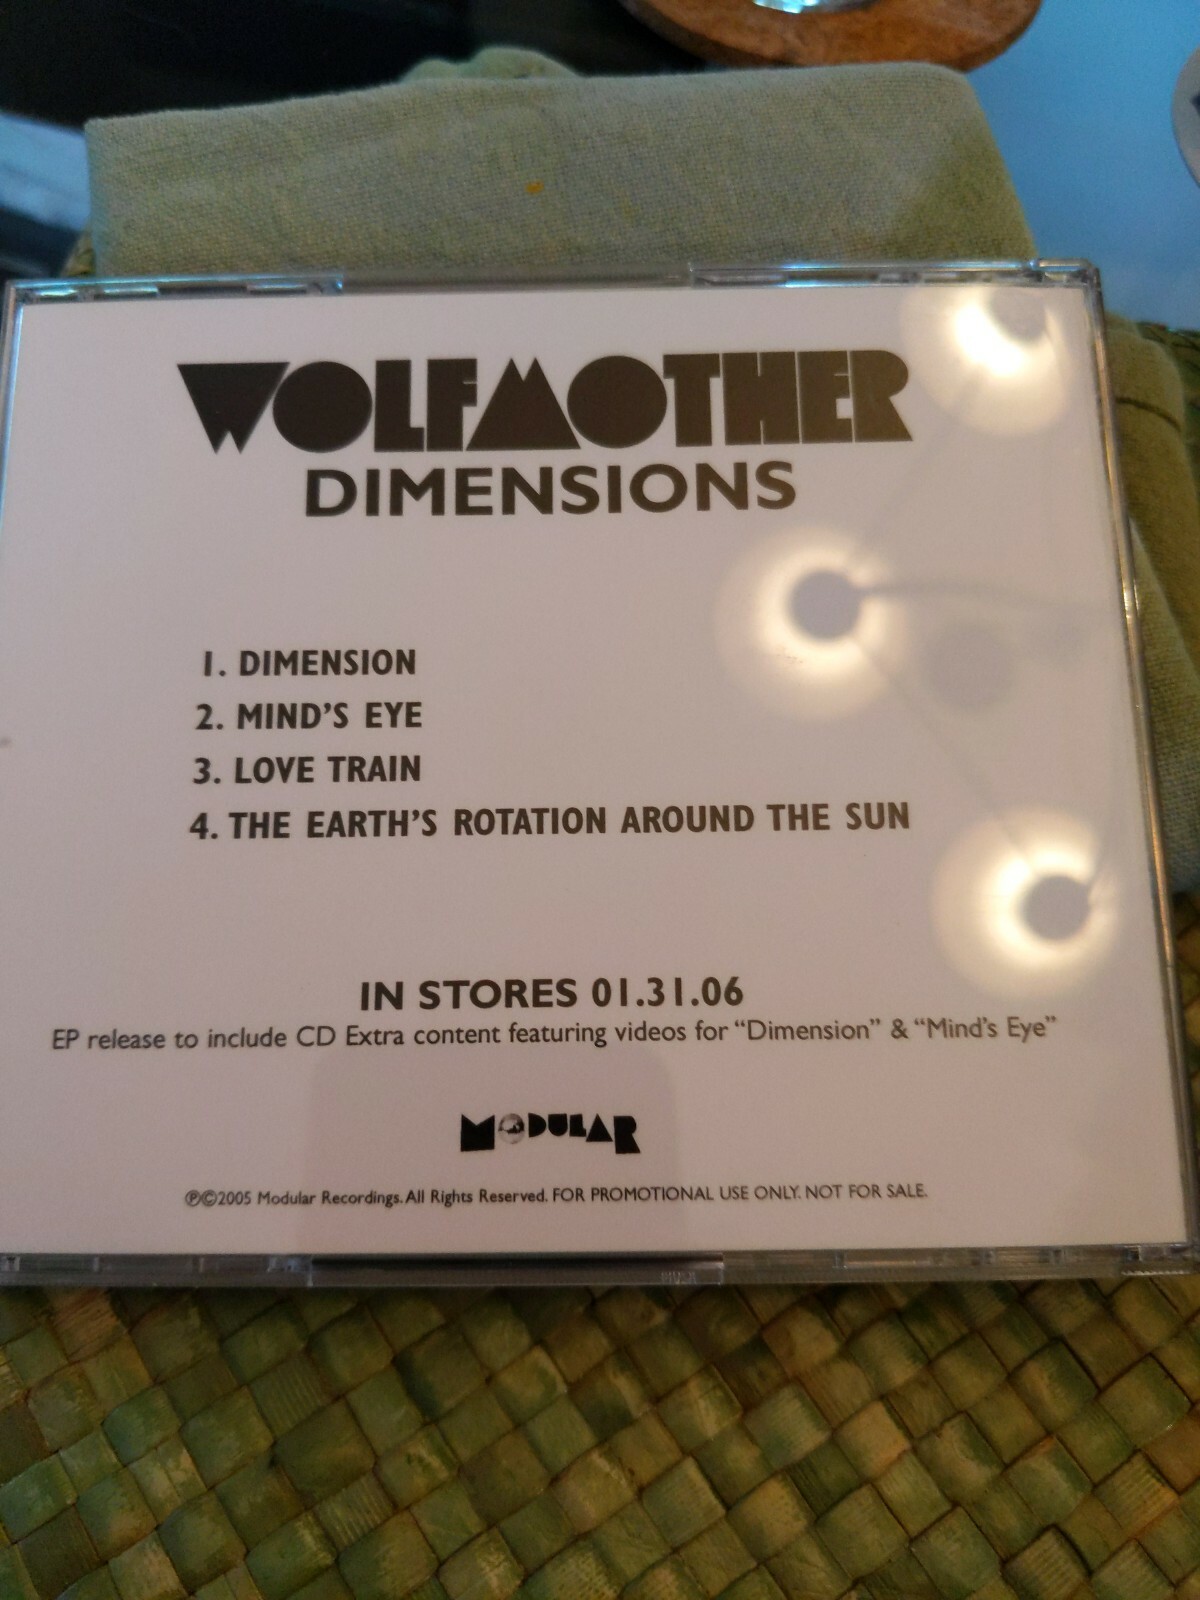 WOLFMOTHER
DIMENSIONS
1. DIMENSION
2. MIND'S EYE
3. LOVE TRAIN
4. THE EARTH'S ROTATION AROUND THE SUN
IN STORES 01.31.06
EP release to include CD Extra content featuring videos for “Dimension” & “Mind's Eye”
MODULAR
℗©2005 Modular Recordings. All Rights Reserved. FOR PROMOTIONAL USE ONLY. NOT FOR SALE.